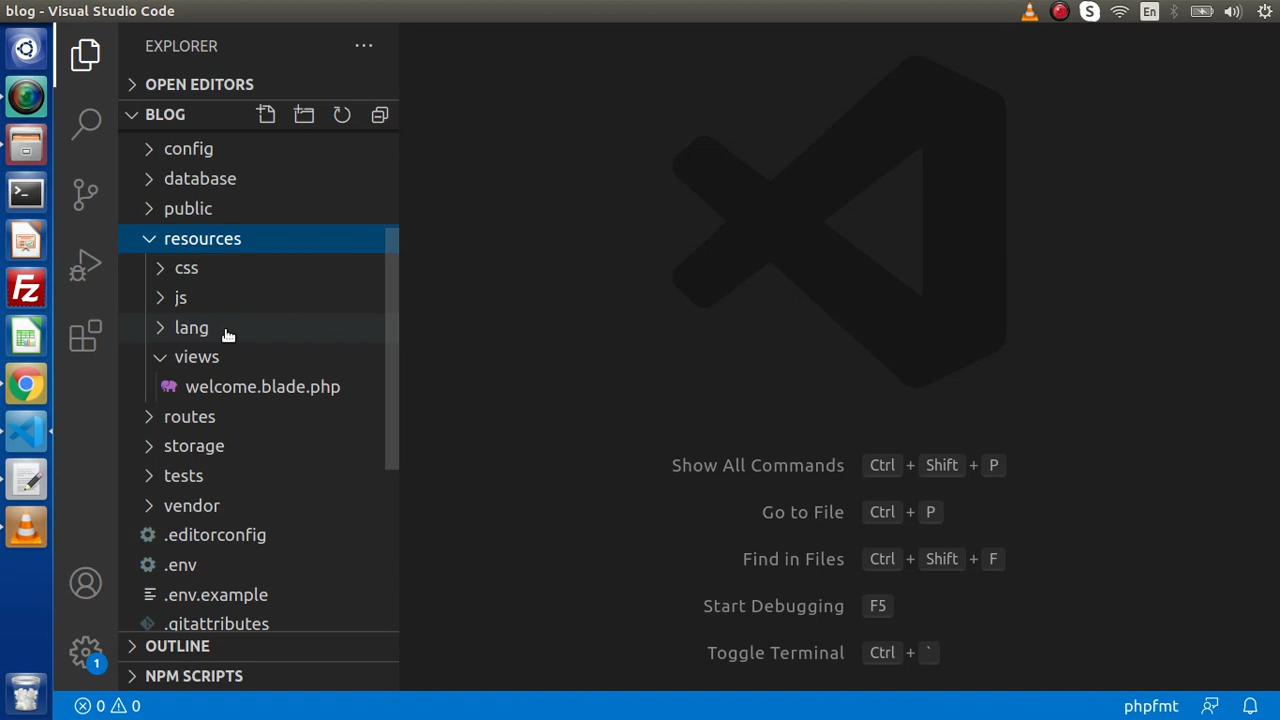 blog - Visual Studio Code
S
En
EXPLORER
OPEN EDITORS
BLOG
config
database
public
resources
css
js
lang
views
welcome.blade.php
routes
storage
tests
vendor
.editorconfig
.env
.env.example
.gitattributes
OUTLINE
NPM SCRIPTS
Fz
1
Show All Commands Ctrl + Shift + P
Go to File Ctrl + P
Find in Files Ctrl + Shift + F
Start Debugging F5
Toggle Terminal Ctrl + `
0 0
phpfmt